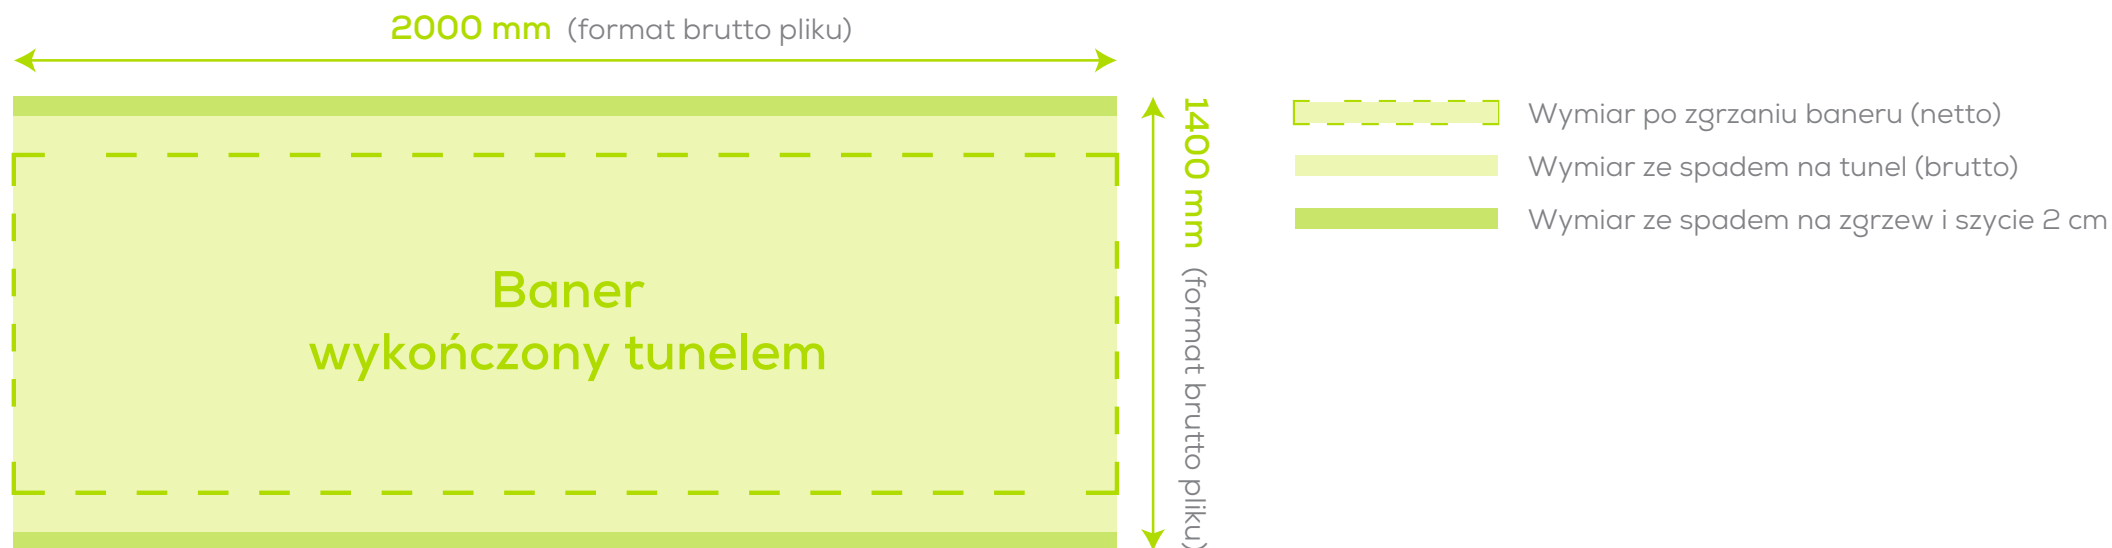 2000 mm (format brutto pliku)
1400 mm (format brutto pliku)
Baner
wykończony tunelem
Wymiar po zgrzaniu baneru (netto)
Wymiar ze spadem na tunel (brutto)
Wymiar ze spadem na zgrzew i szycie 2 cm